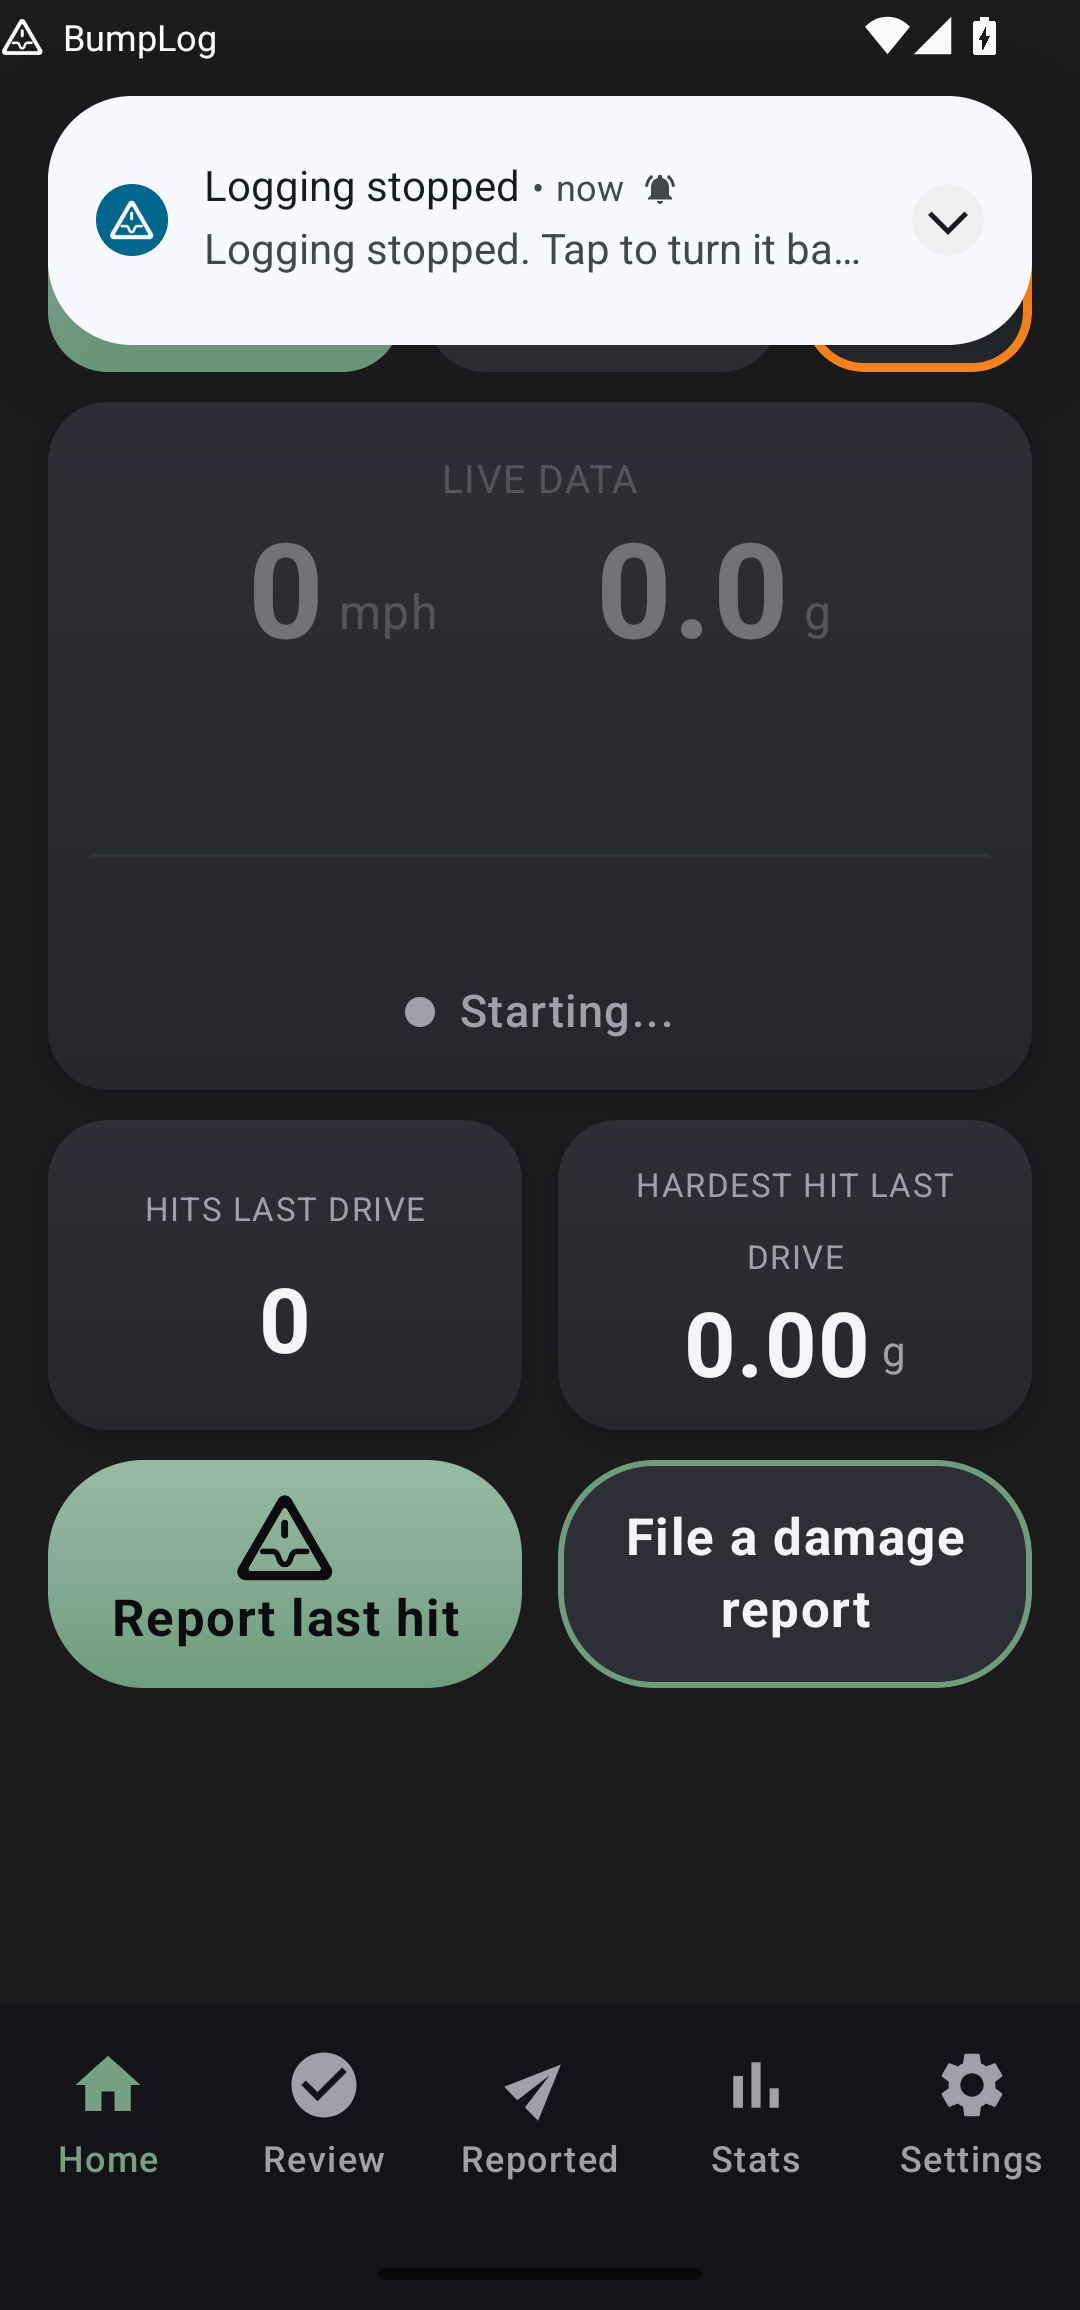 BumpLog
Logging stopped • now
Logging stopped. Tap to turn it ba…
LIVE DATA
0 mph 0.0 g
Starting...
HITS LAST DRIVE
0
HARDEST HIT LAST
DRIVE
0.00 g
Report last hit
File a damage
report
Home Review Reported Stats Settings